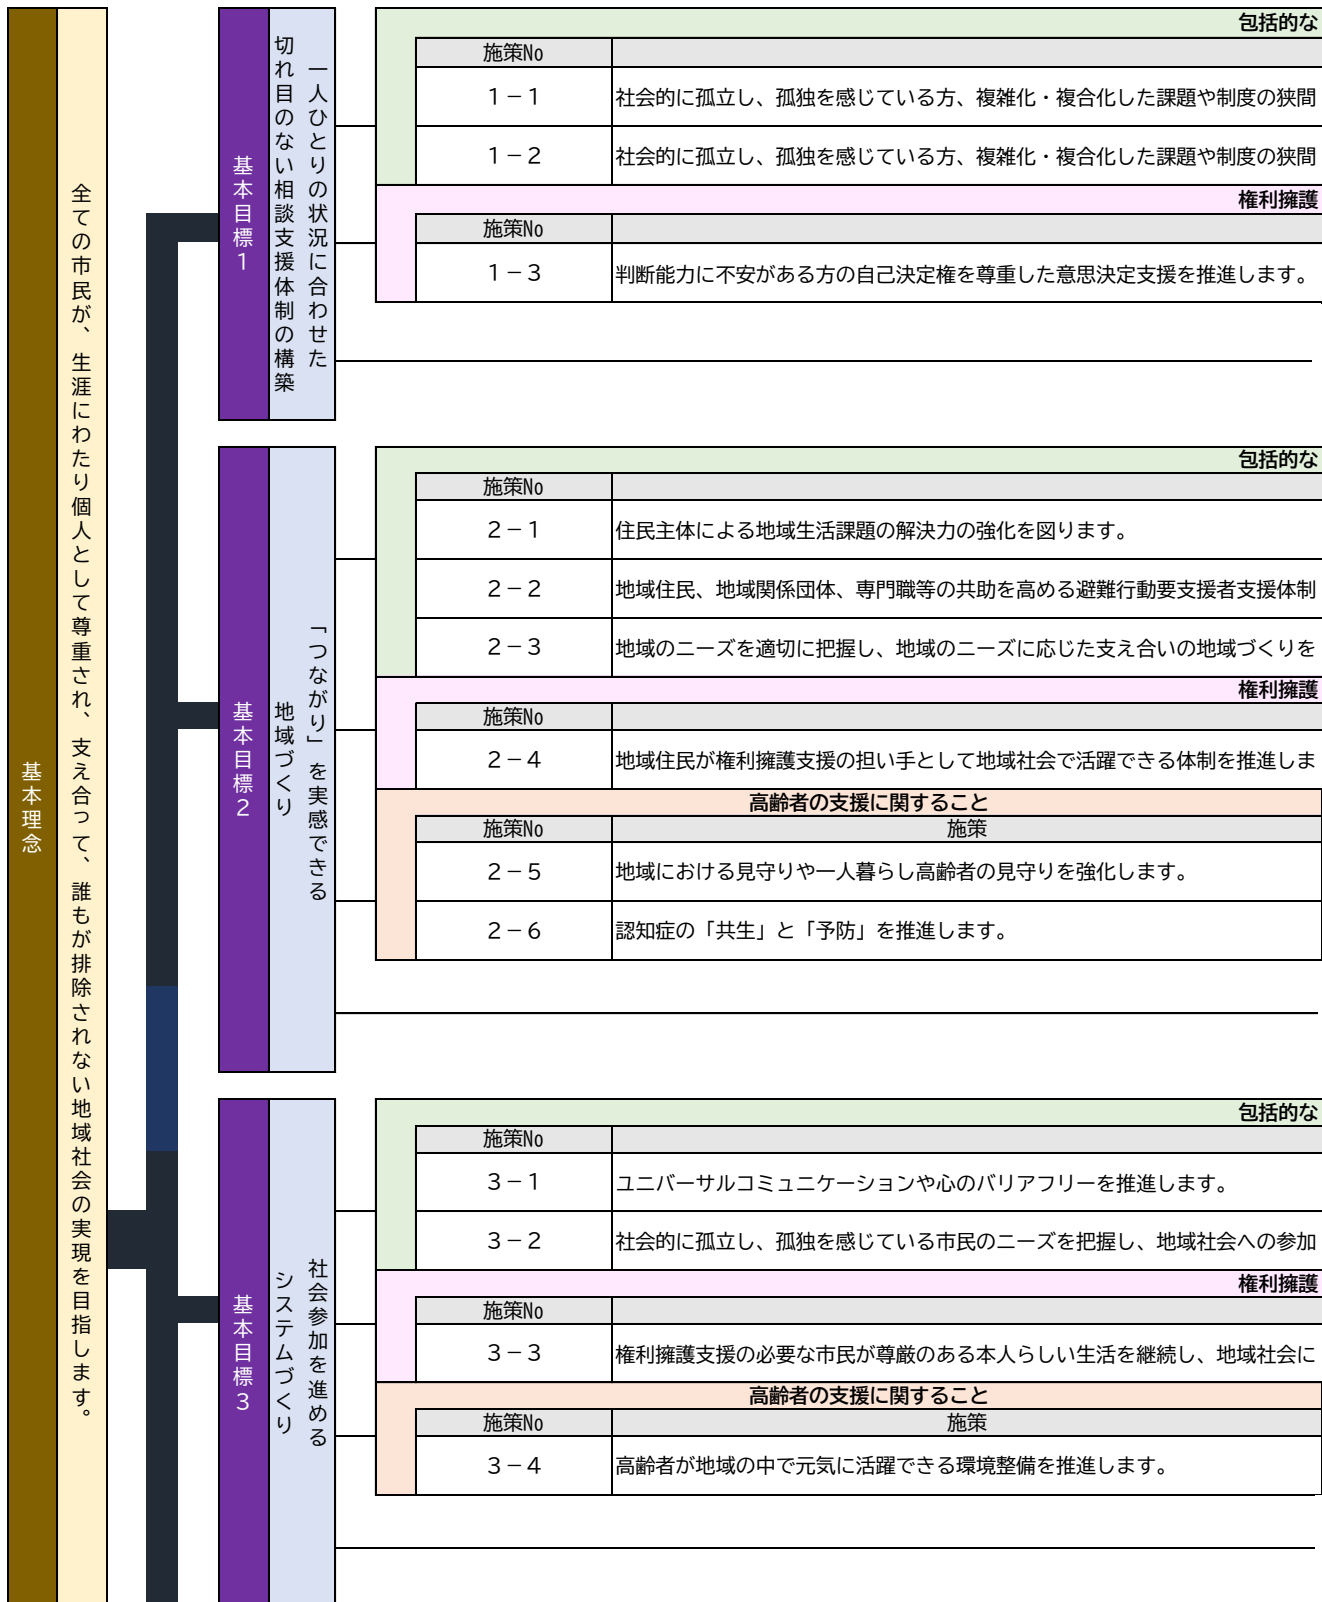 基本理念
全ての市民が、生涯にわたり個人として尊重され、支え合って、誰もが排除されない地域社会の実現を目指します。
基本目標１
一人ひとりの状況に合わせた
切れ目のない相談支援体制の構築
包括的な
施策No
１－１
社会的に孤立し、孤独を感じている方、複雑化・複合化した課題や制度の狭間
１－２
社会的に孤立し、孤独を感じている方、複雑化・複合化した課題や制度の狭間
権利擁護
施策No
１－３
判断能力に不安がある方の自己決定権を尊重した意思決定支援を推進します。
基本目標２
「つながり」を実感できる
地域づくり
包括的な
施策No
２－１
住民主体による地域生活課題の解決力の強化を図ります。
２－２
地域住民、地域関係団体、専門職等の共助を高める避難行動要支援者支援体制
２－３
地域のニーズを適切に把握し、地域のニーズに応じた支え合いの地域づくりを
権利擁護
施策No
２－４
地域住民が権利擁護支援の担い手として地域社会で活躍できる体制を推進しま
高齢者の支援に関すること
施策No 施策
２－５
地域における見守りや一人暮らし高齢者の見守りを強化します。
２－６
認知症の「共生」と「予防」を推進します。
基本目標３
社会参加を進める
システムづくり
包括的な
施策No
３－１
ユニバーサルコミュニケーションや心のバリアフリーを推進します。
３－２
社会的に孤立し、孤独を感じている市民のニーズを把握し、地域社会への参加
権利擁護
施策No
３－３
権利擁護支援の必要な市民が尊厳のある本人らしい生活を継続し、地域社会に
高齢者の支援に関すること
施策No 施策
３－４
高齢者が地域の中で元気に活躍できる環境整備を推進します。